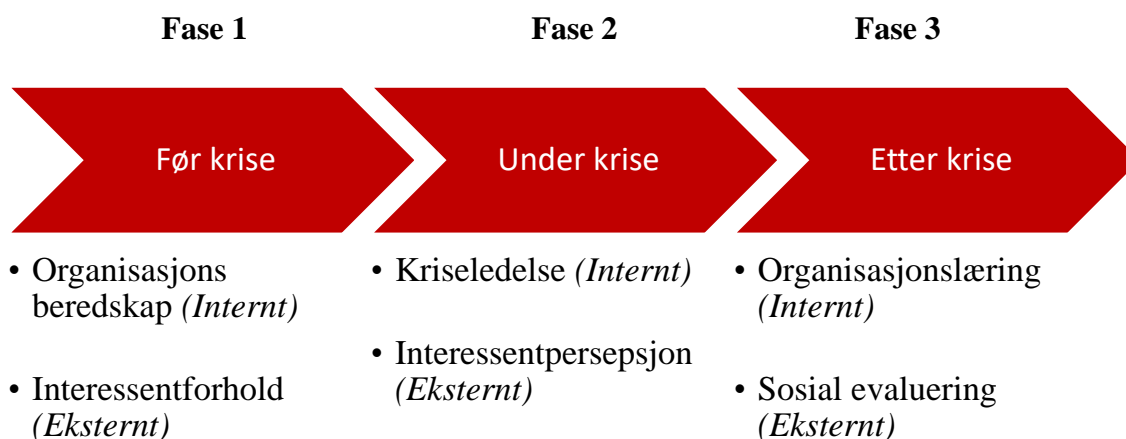 Fase 1
Fase 2
Fase 3
Før krise
Under krise
Etter krise
• Organisasjons
beredskap (Internt)
• Interessentforhold
(Eksternt)
• Kriseledelse (Internt)
• Interessentpersepsjon
(Eksternt)
• Organisasjonslæring
(Internt)
• Sosial evaluering
(Eksternt)